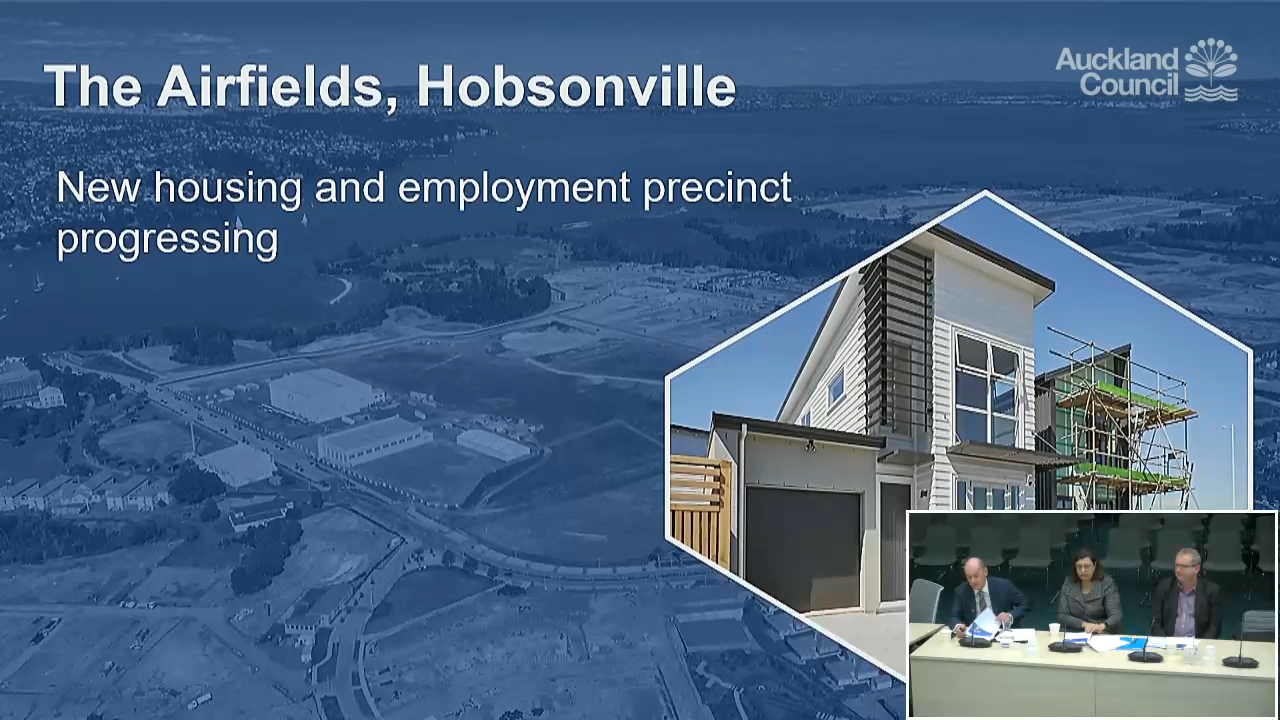 The Airfields, Hobsonville
Auckland
Council
New housing and employment precinct
progressing